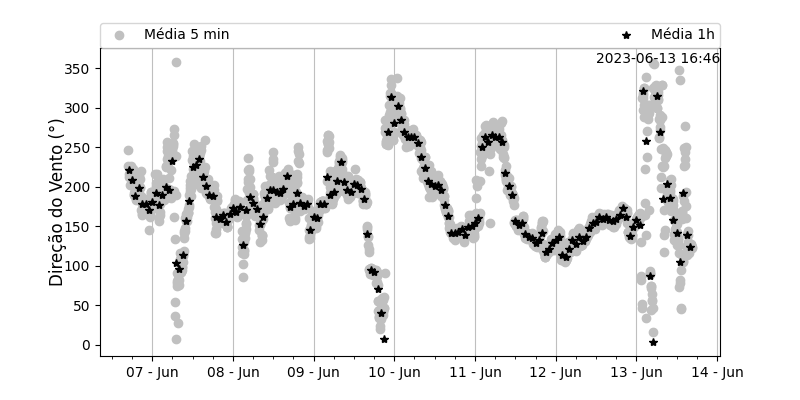 Média 5 min
Média 1h
2023-06-13 16:46
Direção do Vento (°)
350
300
250
200
150
100
50
0
07 - Jun
08 - Jun
09 - Jun
10 - Jun
11 - Jun
12 - Jun
13 - Jun
14 - Jun